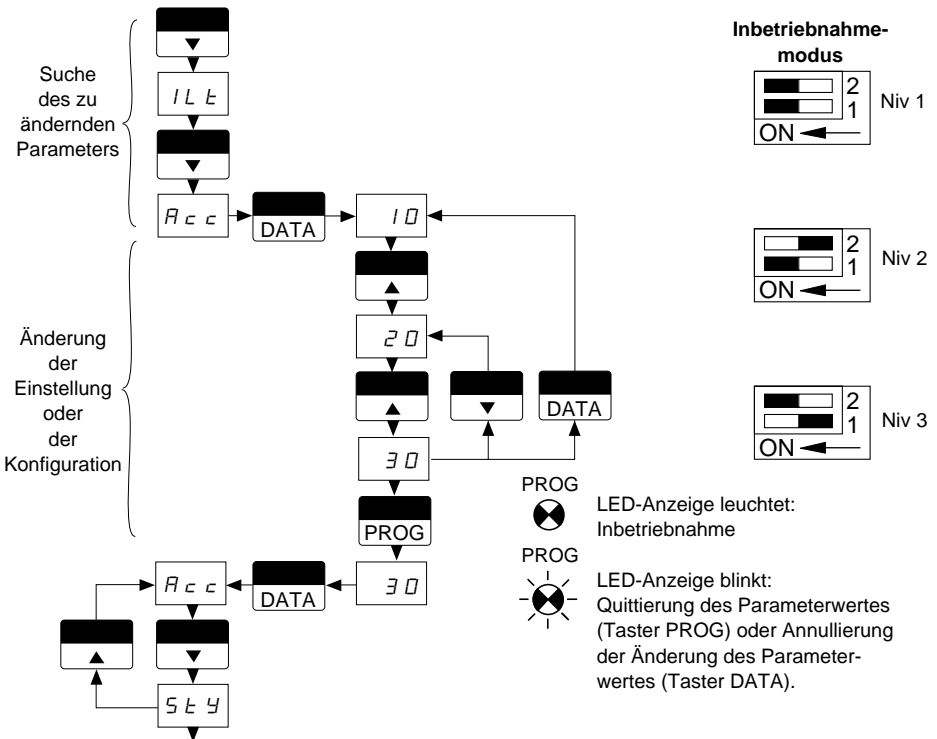 Suche
des zu
ändernden
Parameters
ILt
Acc
DATA
10
Änderung
der
Einstellung
oder
der
Konfiguration
20
DATA
30
PROG
30
DATA
Acc
StY
Inbetriebnahme-
modus
2
1
ON
Niv 1
2
1
ON
Niv 2
2
1
ON
Niv 3
PROG
LED-Anzeige leuchtet:
Inbetriebnahme
PROG
LED-Anzeige blinkt:
Quittierung des Parameterwertes
(Taster PROG) oder Annullierung
der Änderung des Parameter-
wertes (Taster DATA).